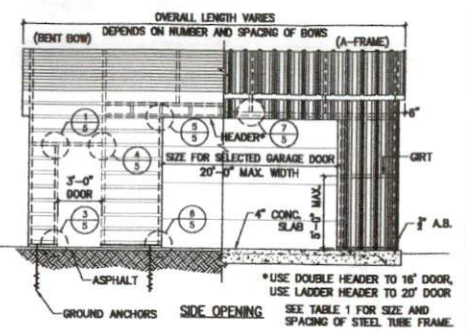 OVERALL LENGTH VARIES
DEPENDS ON NUMBER AND SPACING OF BOWS
(BENT BOW)
(A-FRAME)
6"
1
5
5
5
HEADER*
7
5
4
5
SIZE FOR SELECTED GARAGE DOOR
20'-0" MAX. WIDTH
GIRT
3'-0"
DOOR
5'-0" MAX.
3
5
6
5
4" CONC.
SLAB
½" A.B.
ASPHALT
*USE DOUBLE HEADER TO 16' DOOR,
USE LADDER HEADER TO 20' DOOR
GROUND ANCHORS
SIDE OPENING
SEE TABLE 1 FOR SIZE AND
SPACING OF STEEL TUBE FRAME.